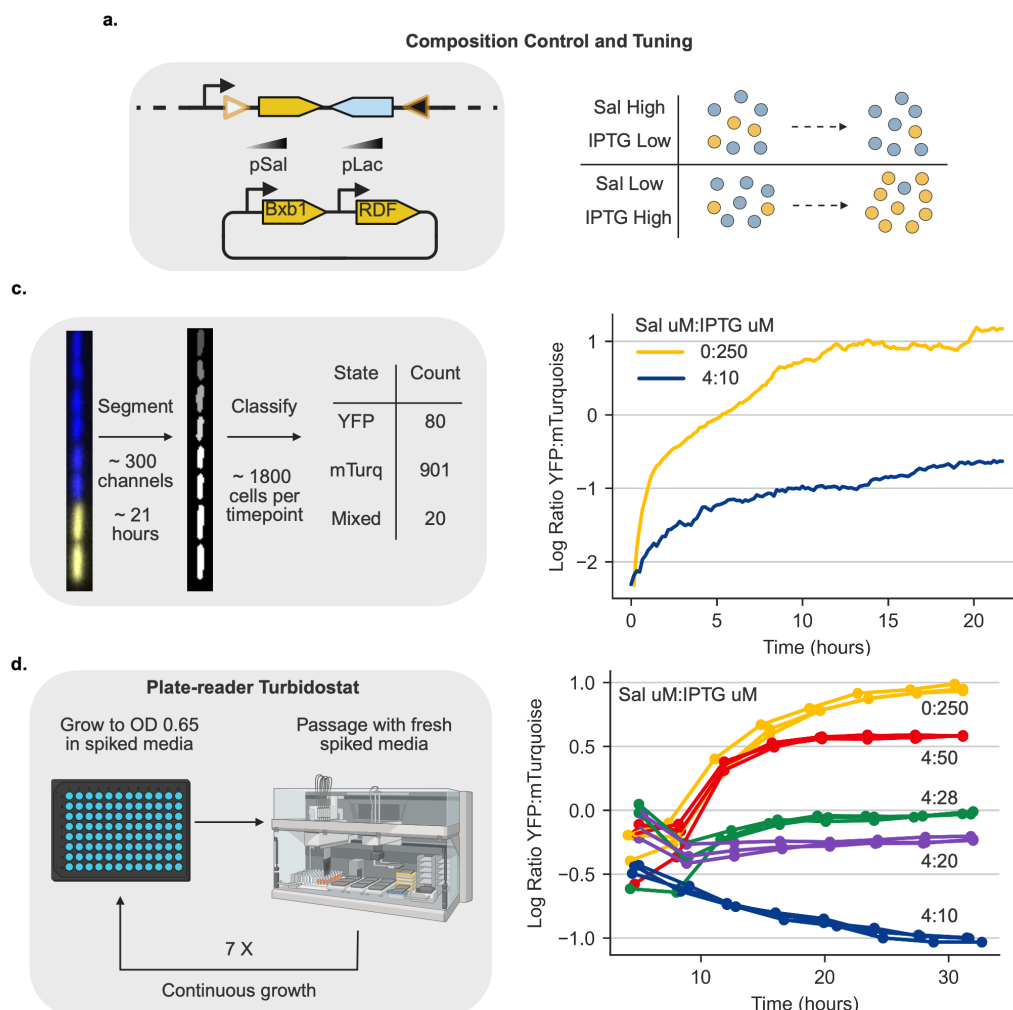 a.
Composition Control and Tuning
pSal
pLac
Bxb1
RDF
Sal High
IPTG Low
Sal Low
IPTG High
c.
Segment
~ 300
channels
~ 21
hours
Classify
~ 1800
cells per
timepoint
State
Count
YFP
80
mTurq
901
Mixed
20
Log Ratio YFP:mTurquoise
1
0
−1
−2
Sal uM:IPTG uM
0:250
4:10
0
5
10
15
20
Time (hours)
d.
Plate-reader Turbidostat
Grow to OD 0.65
in spiked media
Passage with fresh
spiked media
7 X
Continuous growth
Log Ratio YFP:mTurquoise
1.0
0.5
0.0
−0.5
−1.0
Sal uM:IPTG uM
0:250
4:50
4:28
4:20
4:10
10
20
30
Time (hours)